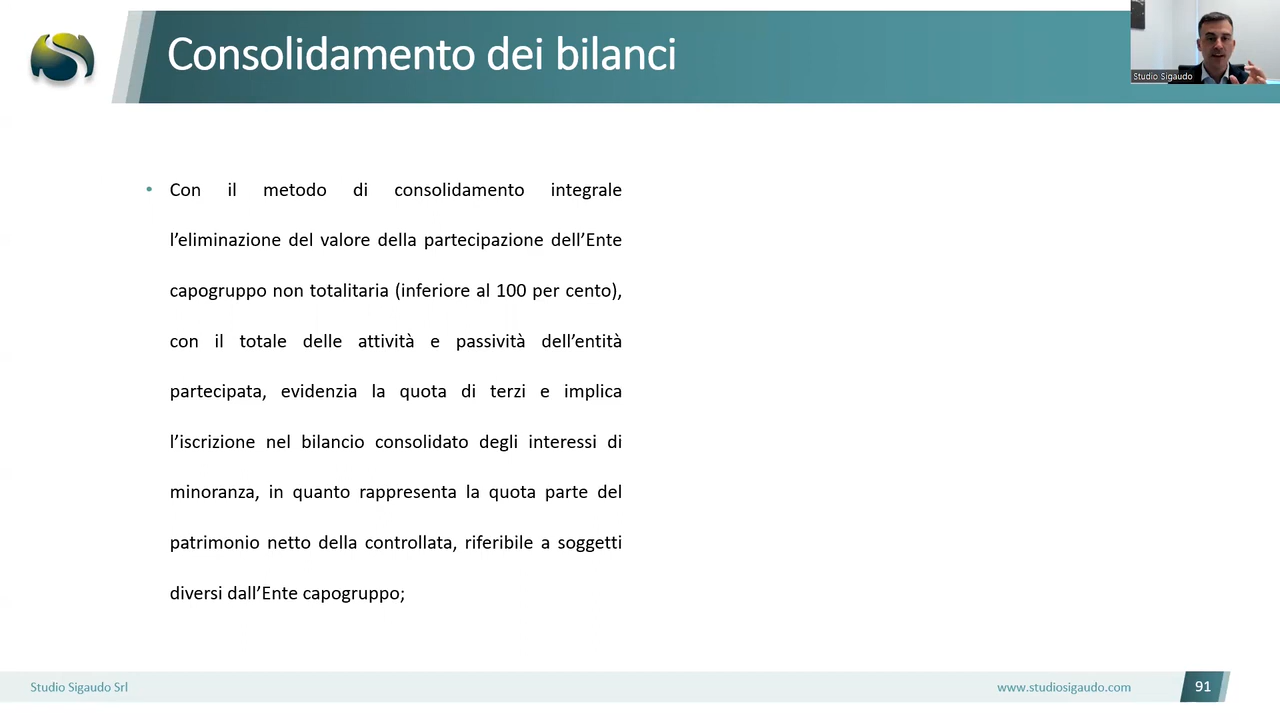 Consolidamento dei bilanci
Studio Sigaudo
• Con il metodo di consolidamento integrale
l’eliminazione del valore della partecipazione dell’Ente
capogruppo non totalitaria (inferiore al 100 per cento),
con il totale delle attività e passività dell’entità
partecipata, evidenzia la quota di terzi e implica
l’iscrizione nel bilancio consolidato degli interessi di
minoranza, in quanto rappresenta la quota parte del
patrimonio netto della controllata, riferibile a soggetti
diversi dall’Ente capogruppo;
Studio Sigaudo Srl
www.studiosigaudo.com
91